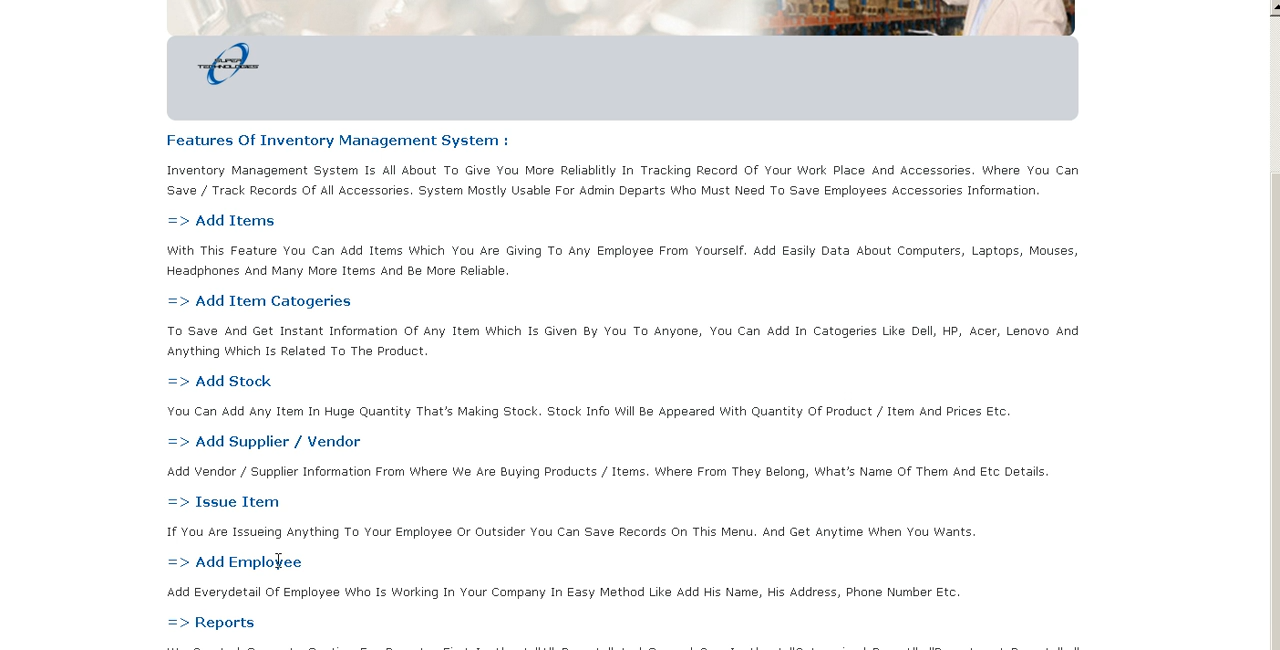 SUPER
TECHNOLOGIES
Features Of Inventory Management System :
Inventory Management System Is All About To Give You More Reliablitly In Tracking Record Of Your Work Place And Accessories. Where You Can
Save / Track Records Of All Accessories. System Mostly Usable For Admin Departs Who Must Need To Save Employees Accessories Information.
=> Add Items
With This Feature You Can Add Items Which You Are Giving To Any Employee From Yourself. Add Easily Data About Computers, Laptops, Mouses,
Headphones And Many More Items And Be More Reliable.
=> Add Item Catogeries
To Save And Get Instant Information Of Any Item Which Is Given By You To Anyone, You Can Add In Catogeries Like Dell, HP, Acer, Lenovo And
Anything Which Is Related To The Product.
=> Add Stock
You Can Add Any Item In Huge Quantity That's Making Stock. Stock Info Will Be Appeared With Quantity Of Product / Item And Prices Etc.
=> Add Supplier / Vendor
Add Vendor / Supplier Information From Where We Are Buying Products / Items. Where From They Belong, What's Name Of Them And Etc Details.
=> Issue Item
If You Are Issueing Anything To Your Employee Or Outsider You Can Save Records On This Menu. And Get Anytime When You Wants.
=> Add Employee
Add Everydetail Of Employee Who Is Working In Your Company In Easy Method Like Add His Name, His Address, Phone Number Etc.
=> Reports